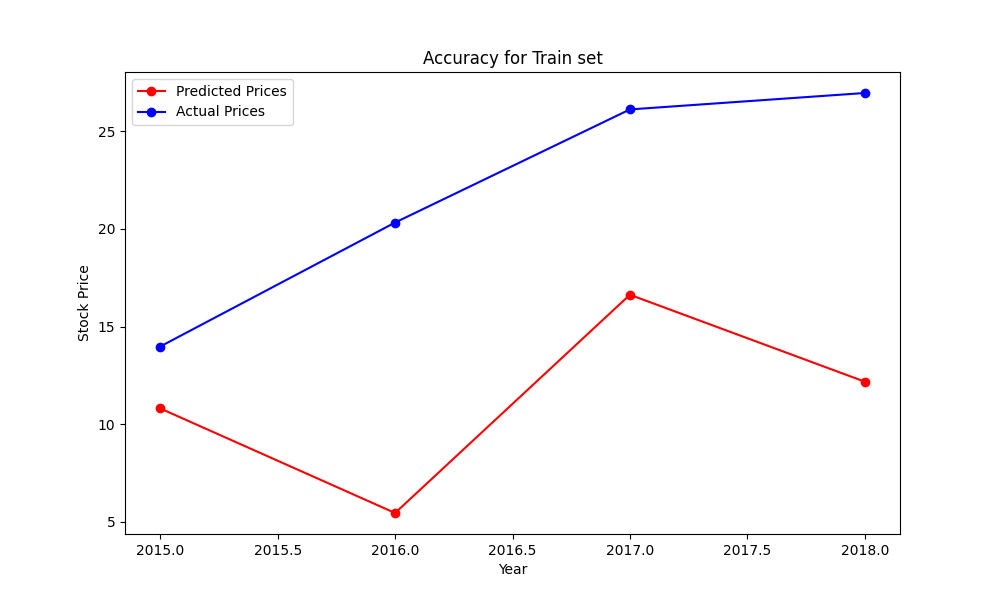 Accuracy for Train set
Predicted Prices
Actual Prices
25
20
15
10
5
Stock Price
2015.0 2015.5 2016.0 2016.5 2017.0 2017.5 2018.0
Year